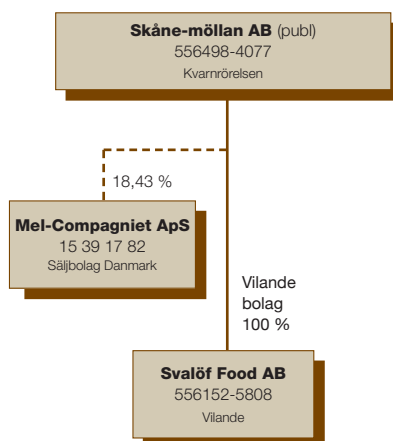 Skåne-möllan AB (publ)
556498-4077
Kvarnrörelsen
18,43 %
Mel-Compagniet ApS
15 39 17 82
Säljbolag Danmark
Vilande
bolag
100 %
Svalöf Food AB
556152-5808
Vilande